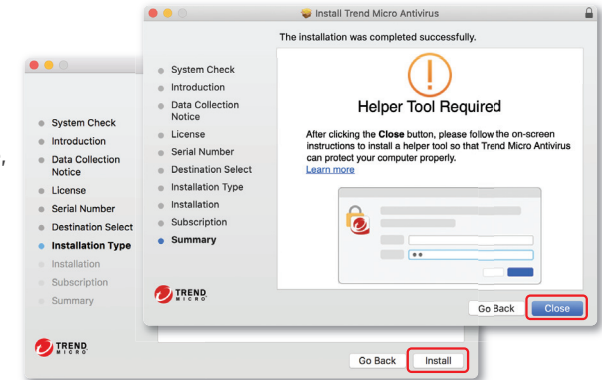 Install Trend Micro Antivirus
The installation was completed successfully.
System Check
Introduction
Data Collection
Notice
License
Serial Number
Destination Select
Installation Type
Installation
Subscription
Summary
Helper Tool Required
After clicking the Close button, please follow the on-screen
instructions to install a helper tool so that Trend Micro Antivirus
can protect your computer properly.
Learn more
TREND
MICRO
Go Back
Close
,
System Check
Introduction
Data Collection
Notice
License
Serial Number
Destination Select
Installation Type
Installation
Subscription
Summary
TREND
MICRO
Go Back
Install